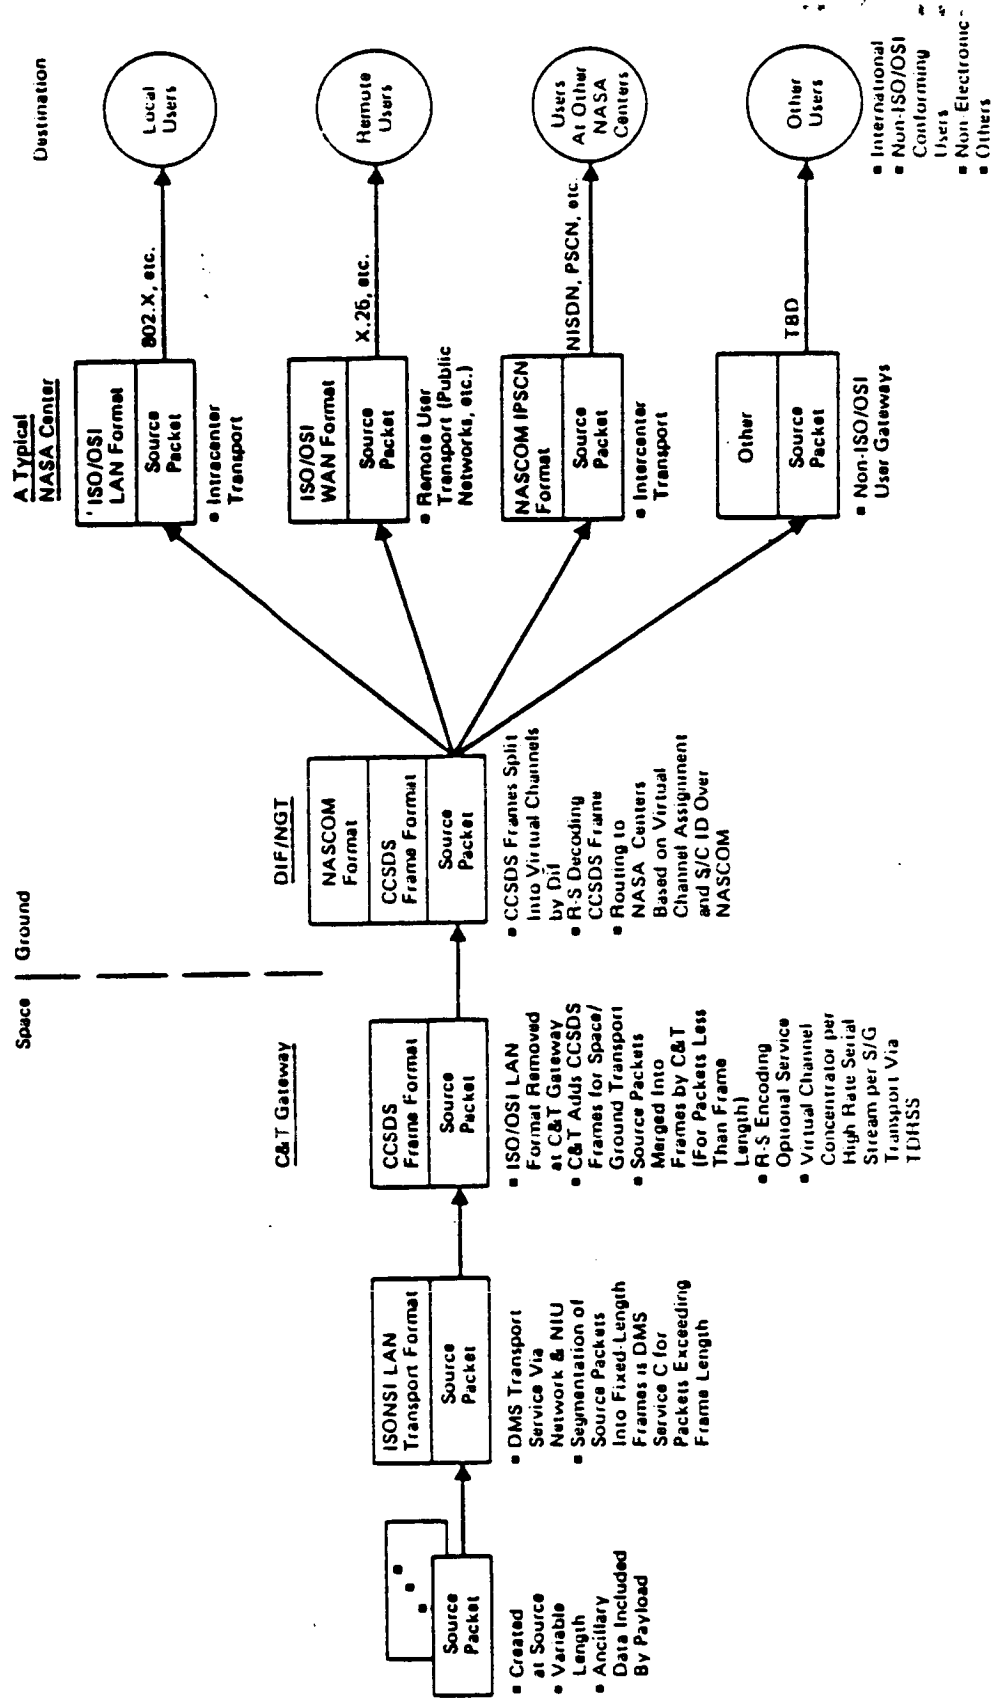 Space
Ground
Destination
Source
Packet
■ Created
at Source
■ Variable
Length
■ Ancillary
Data Included
By Payload
ISONSI LAN
Transport Format
Source
Packet
■ DMS Transport
Service Via
Network & NIU
■ Segmentation of
Source Packets
Into Fixed-Length
Frames is DMS
Service C for
Packets Exceeding
Frame Length
C&T Gateway
CCSDS
Frame Format
Source
Packet
■ ISO/OSI LAN
Format Removed
at C&T Gateway
■ C&T Adds CCSDS
Frames for Space/
Ground Transport
■ Source Packets
Merged Into
Frames by C&T
(For Packets Less
Than Frame
Length)
■ R-S Encoding
Optional Service
■ Virtual Channel
Concentrator per
High Rate Serial
Stream per S/G
Transport Via
TDRSS
DIF/NGT
NASCOM
Format
CCSDS
Frame Format
Source
Packet
■ CCSDS Frames Split
Into Virtual Channels
by Dif
■ R-S Decoding
CCSDS Frame
■ Routing to
NASA Centers
Based on Virtual
Channel Assignment
and S/C ID Over
NASCOM
A Typical
NASA Center
ISO/OSI
LAN Format
Source
Packet
■ Intracenter
Transport
802.X, etc.
Local
Users
ISO/OSI
WAN Format
Source
Packet
■ Remote User
Transport (Public
Networks, etc.)
X.25, etc.
Remote
Users
NASCOM IPSCN
Format
Source
Packet
■ Intercenter
Transport
NISDN, PSCN, etc.
Users
At Other
NASA
Centers
Other
Source
Packet
■ Non-ISO/OSI
User Gateways
TBD
Other
Users
■ International
■ Non-ISO/OSI
Conforming
Users
■ Non-Electronic
■ Others